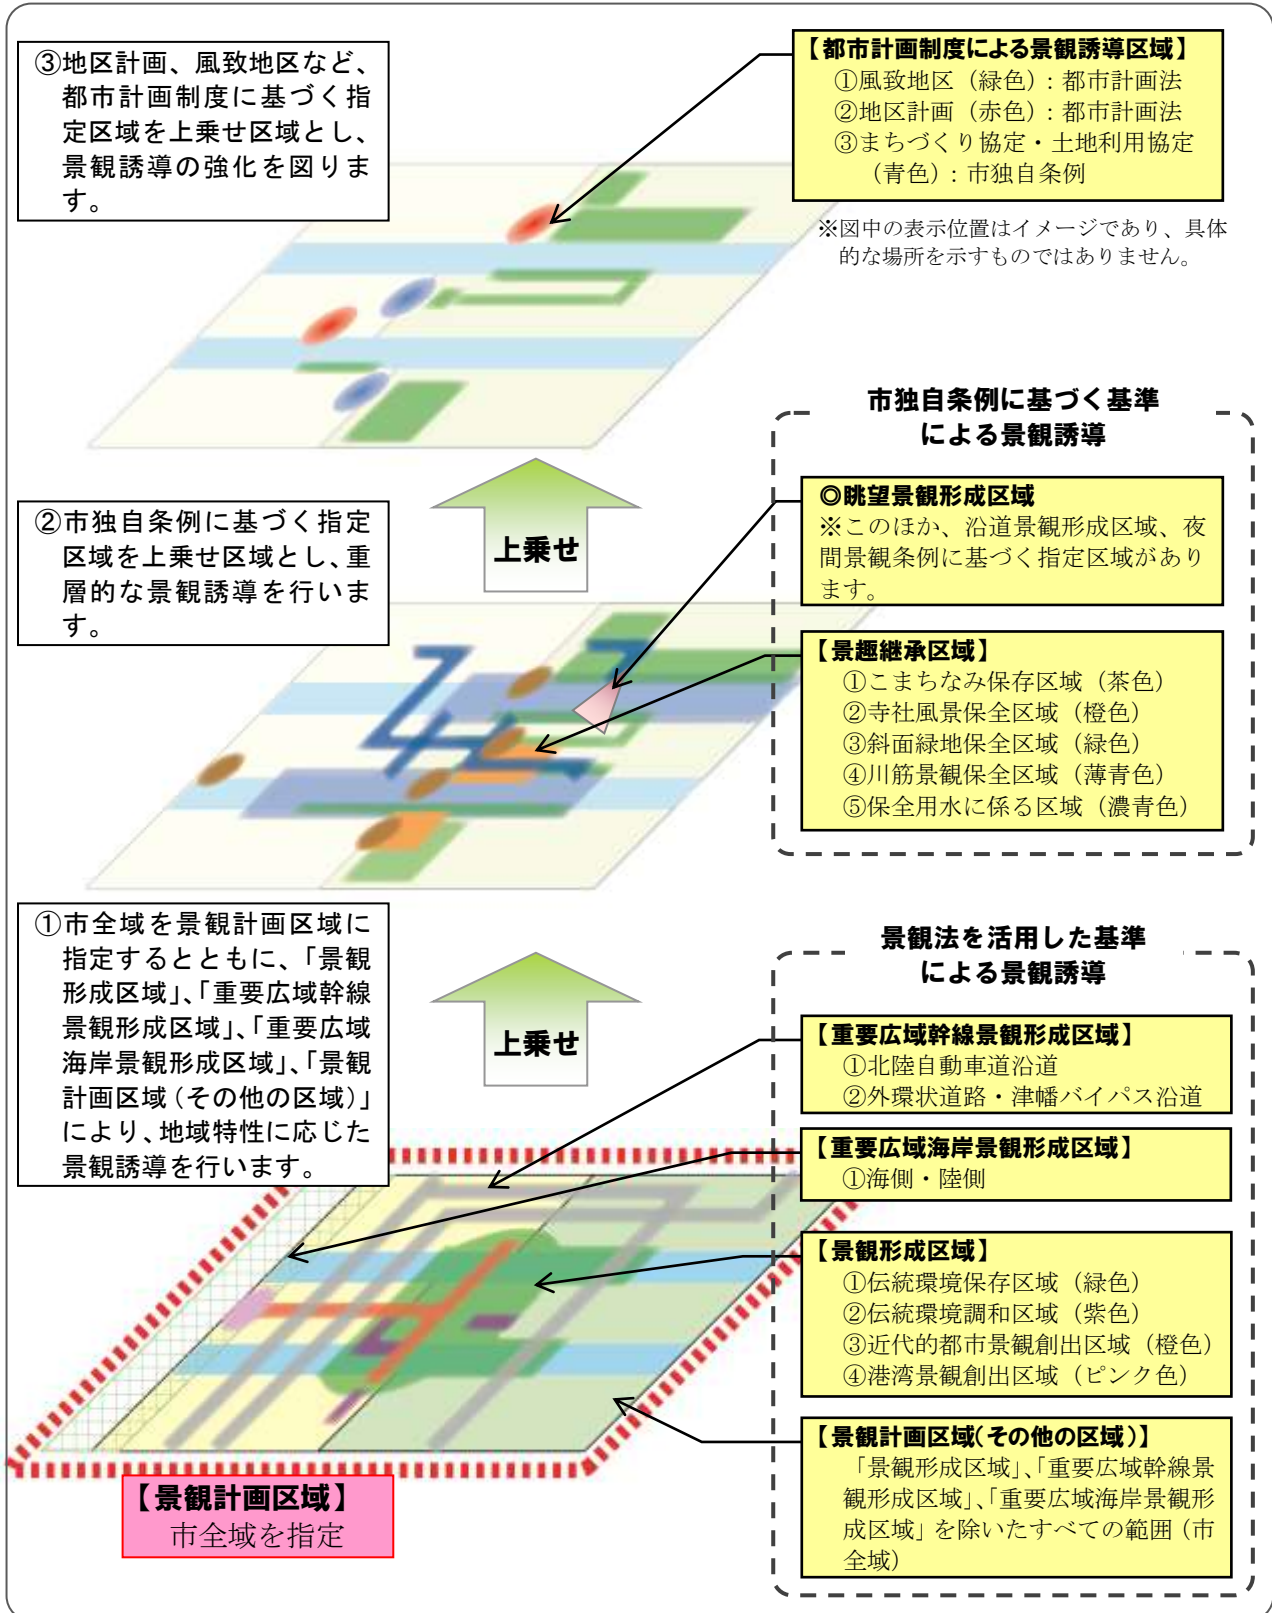 ③地区計画、風致地区など、
都市計画制度に基づく指
定区域を上乗せ区域とし、
景観誘導の強化を図りま
す。
【都市計画制度による景観誘導区域】
①風致地区（緑色）：都市計画法
②地区計画（赤色）：都市計画法
③まちづくり協定・土地利用協定
（青色）：市独自条例
※図中の表示位置はイメージであり、具体
的な場所を示すものではありません。
市独自条例に基づく基準
による景観誘導
上乗せ
②市独自条例に基づく指定
区域を上乗せ区域とし、重
層的な景観誘導を行いま
す。
◎眺望景観形成区域
※このほか、沿道景観形成区域、夜
間景観条例に基づく指定区域があり
ます。
【景趣継承区域】
①こまちなみ保存区域（茶色）
②寺社風景保全区域（橙色）
③斜面緑地保全区域（緑色）
④川筋景観保全区域（薄青色）
⑤保全用水に係る区域（濃青色）
①市全域を景観計画区域に
指定するとともに、「景観
形成区域」、「重要広域幹線
景観形成区域」、「重要広域
海岸景観形成区域」、「景観
計画区域（その他の区域）」
により、地域特性に応じた
景観誘導を行います。
上乗せ
景観法を活用した基準
による景観誘導
【重要広域幹線景観形成区域】
①北陸自動車道沿道
②外環状道路・津幡バイパス沿道
【重要広域海岸景観形成区域】
①海側・陸側
【景観形成区域】
①伝統環境保存区域（緑色）
②伝統環境調和区域（紫色）
③近代的都市景観創出区域（橙色）
④港湾景観創出区域（ピンク色）
【景観計画区域（その他の区域）】
「景観形成区域」、「重要広域幹線景
観形成区域」、「重要広域海岸景観形
成区域」を除いたすべての範囲（市
全域）
【景観計画区域】
市全域を指定